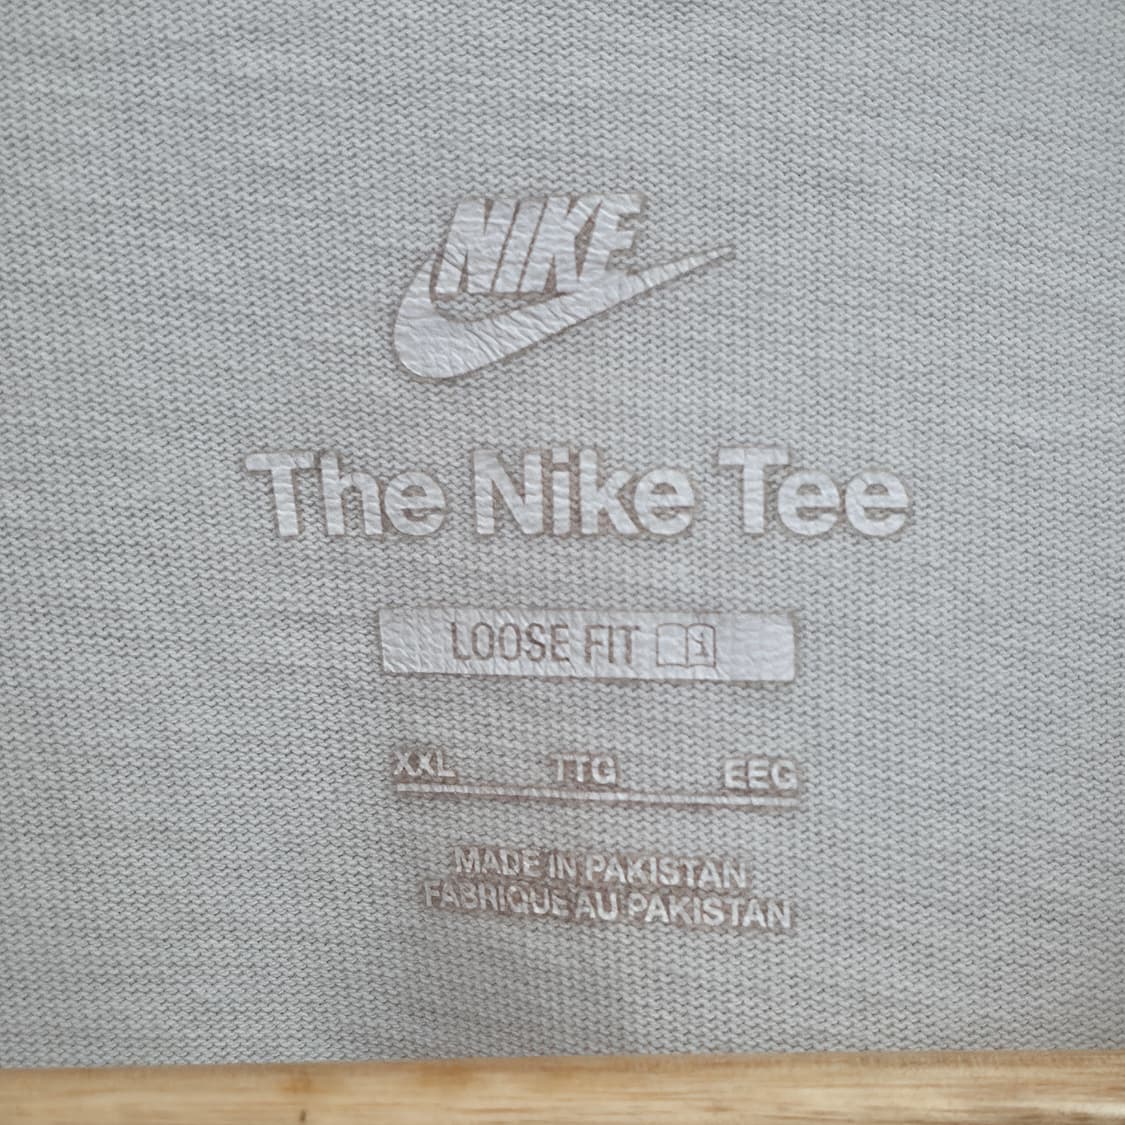 NIKE
The Nike Tee
LOOSE FIT i
XXL TTG EEG
MADE IN PAKISTAN
FABRIQUE AU PAKISTAN